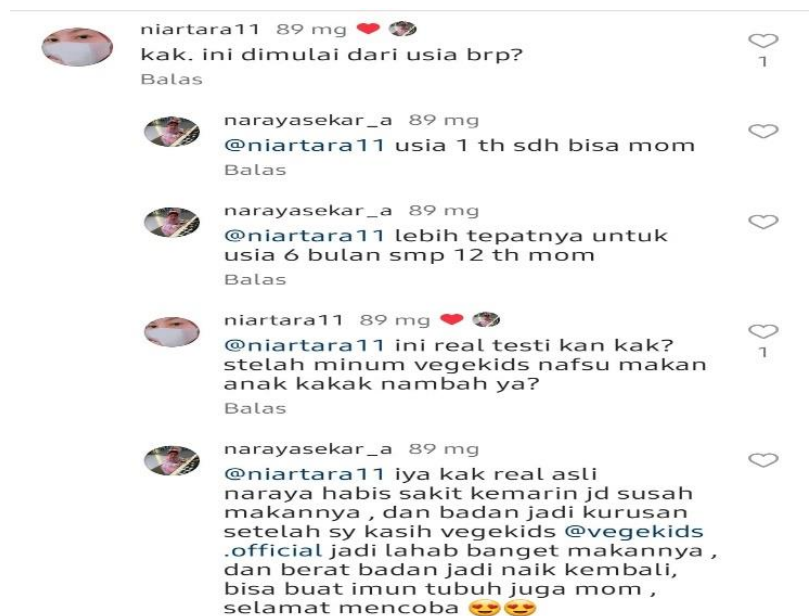 niartara11 89 mg
kak. ini dimulai dari usia brp?
1
Balas
narayasekar_a 89 mg
@niartara11 usia 1 th sdh bisa mom
Balas
narayasekar_a 89 mg
@niartara11 lebih tepatnya untuk
usia 6 bulan smp 12 th mom
Balas
niartara11 89 mg
@niartara11 ini real testi kan kak?
stelah minum vegekids nafsu makan
anak kakak nambah ya?
1
Balas
narayasekar_a 89 mg
@niartara11 iya kak real asli
naraya habis sakit kemarin jd susah
makannya , dan badan jadi kurusan
setelah sy kasih vegekids @vegekids
.official jadi lahab banget makannya ,
dan berat badan jadi naik kembali,
bisa buat imun tubuh juga mom ,
selamat mencoba 😍😍